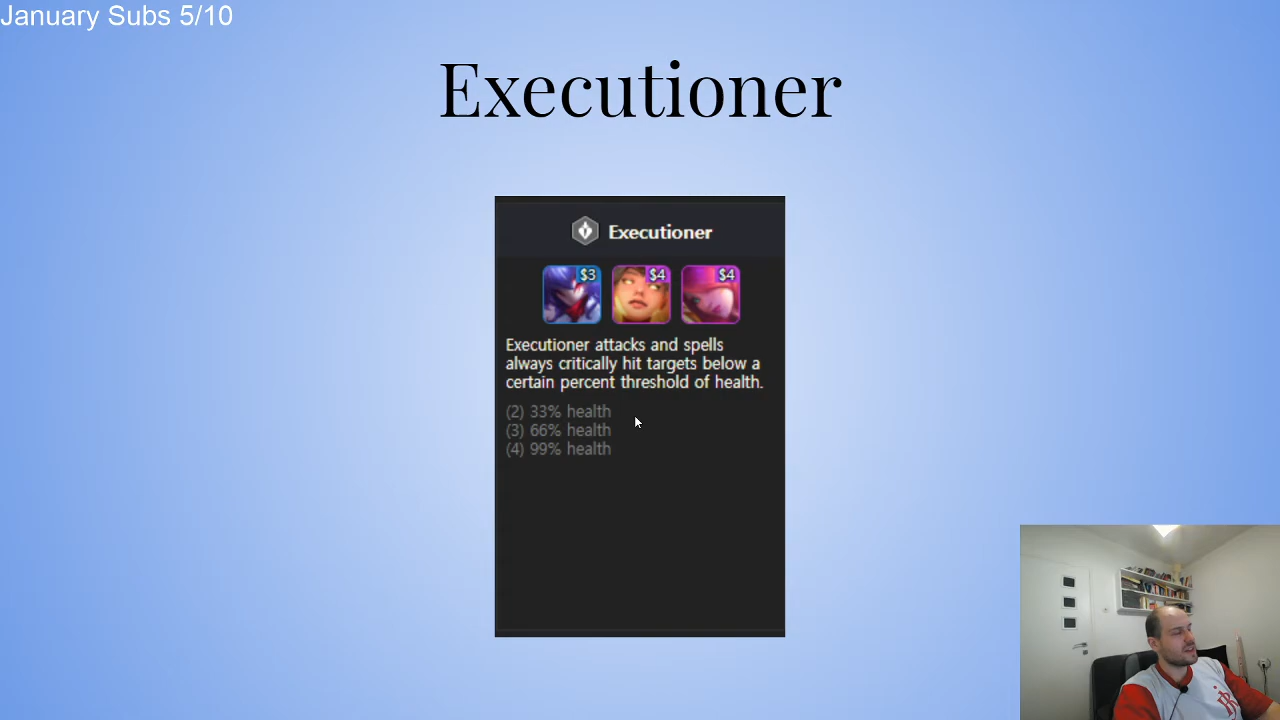 January Subs 5/10
Executioner
Executioner
$3 $4 $4
Executioner attacks and spells
always critically hit targets below a
certain percent threshold of health.
(2) 33% health
(3) 66% health
(4) 99% health